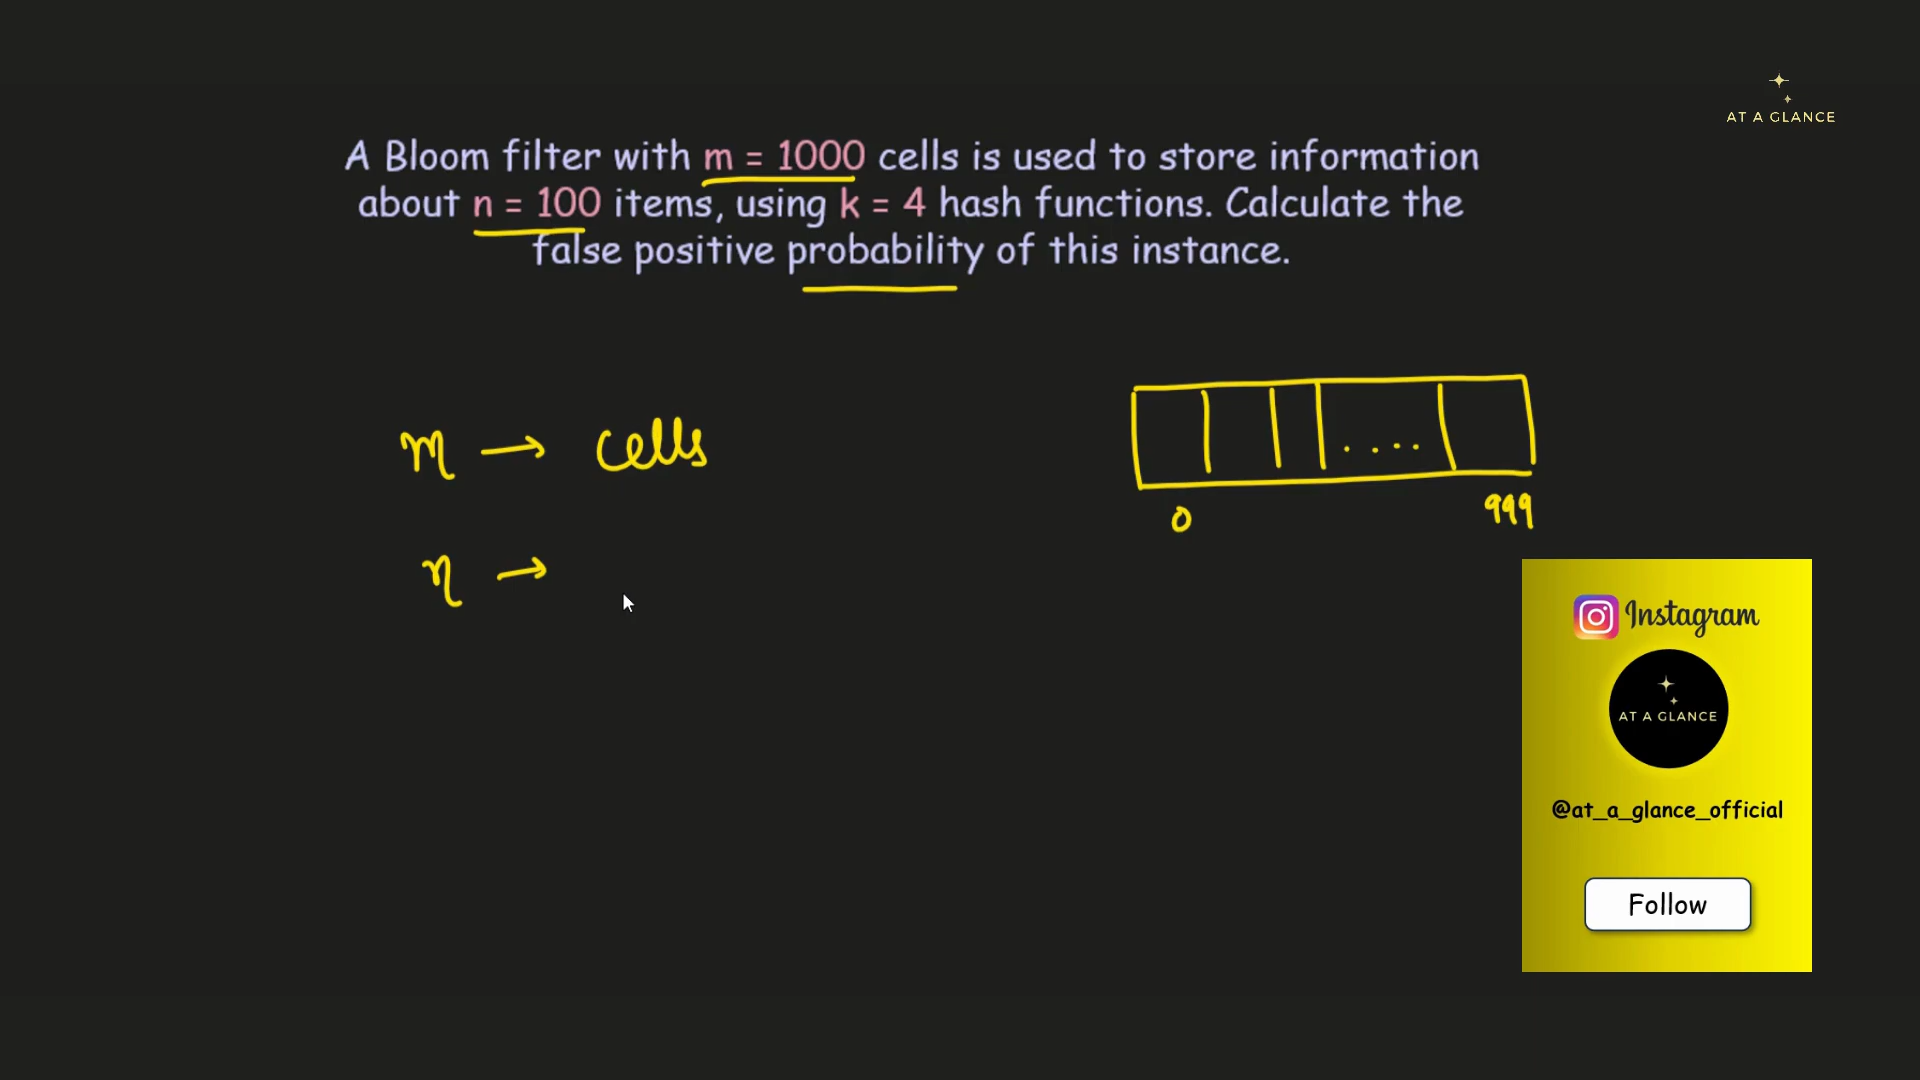 AT A GLANCE
A Bloom filter with m = 1000 cells is used to store information
about n = 100 items, using k = 4 hash functions. Calculate the
false positive probability of this instance.
m → cells
0 999
n →
Instagram
AT A GLANCE
@at_a_glance_official
Follow